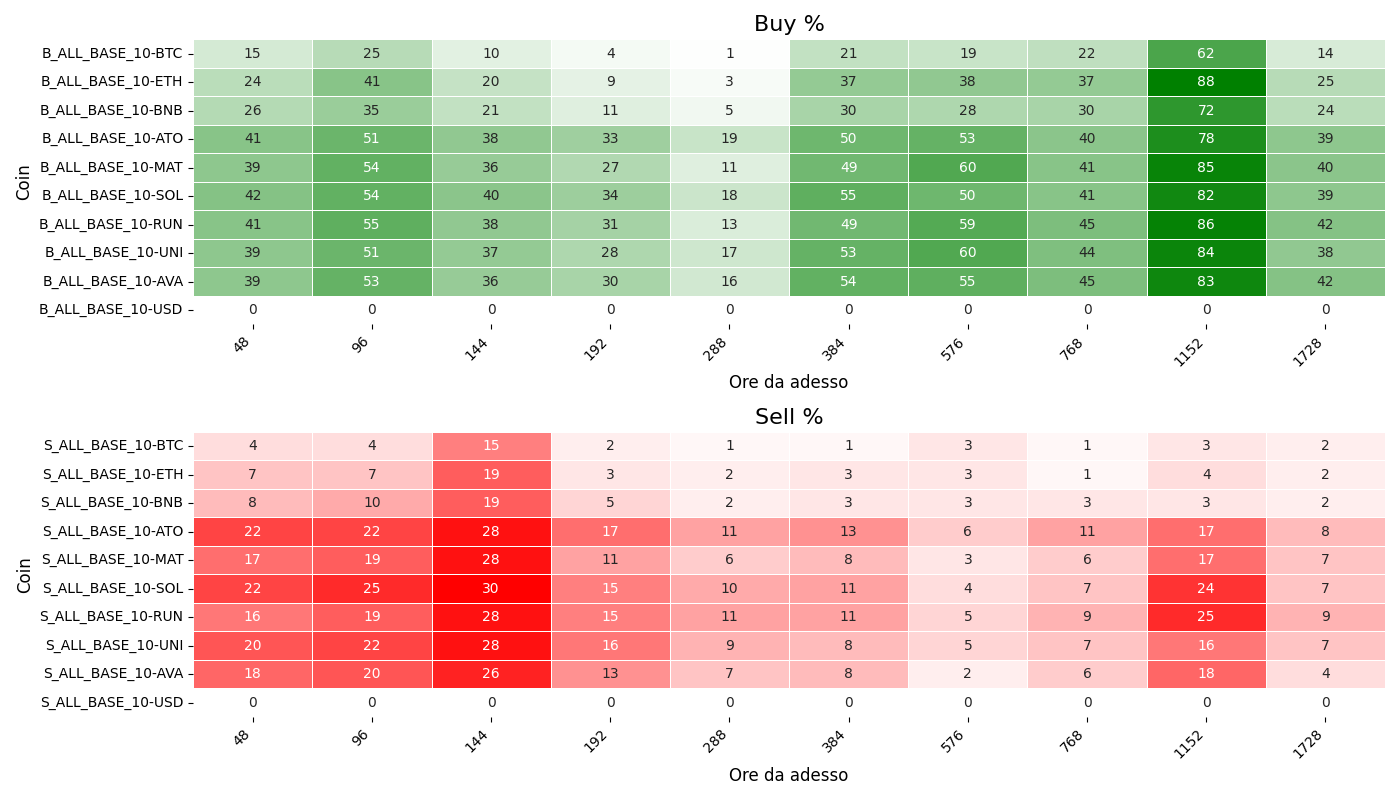 Buy %
Coin
B_ALL_BASE_10-BTC 15 25 10 4 1 21 19 22 62 14
B_ALL_BASE_10-ETH 24 41 20 9 3 37 38 37 88 25
B_ALL_BASE_10-BNB 26 35 21 11 5 30 28 30 72 24
B_ALL_BASE_10-ATO 41 51 38 33 19 50 53 40 78 39
B_ALL_BASE_10-MAT 39 54 36 27 11 49 60 41 85 40
B_ALL_BASE_10-SOL 42 54 40 34 18 55 50 41 82 39
B_ALL_BASE_10-RUN 41 55 38 31 13 49 59 45 86 42
B_ALL_BASE_10-UNI 39 51 37 28 17 53 60 44 84 38
B_ALL_BASE_10-AVA 39 53 36 30 16 54 55 45 83 42
B_ALL_BASE_10-USD 0 0 0 0 0 0 0 0 0 0
48 96 144 192 288 384 576 768 1152 1728
Ore da adesso
Sell %
Coin
S_ALL_BASE_10-BTC 4 4 15 2 1 1 3 1 3 2
S_ALL_BASE_10-ETH 7 7 19 3 2 3 3 1 4 2
S_ALL_BASE_10-BNB 8 10 19 5 2 3 3 3 3 2
S_ALL_BASE_10-ATO 22 22 28 17 11 13 6 11 17 8
S_ALL_BASE_10-MAT 17 19 28 11 6 8 3 6 17 7
S_ALL_BASE_10-SOL 22 25 30 15 10 11 4 7 24 7
S_ALL_BASE_10-RUN 16 19 28 15 11 11 5 9 25 9
S_ALL_BASE_10-UNI 20 22 28 16 9 8 5 7 16 7
S_ALL_BASE_10-AVA 18 20 26 13 7 8 2 6 18 4
S_ALL_BASE_10-USD 0 0 0 0 0 0 0 0 0 0
48 96 144 192 288 384 576 768 1152 1728
Ore da adesso